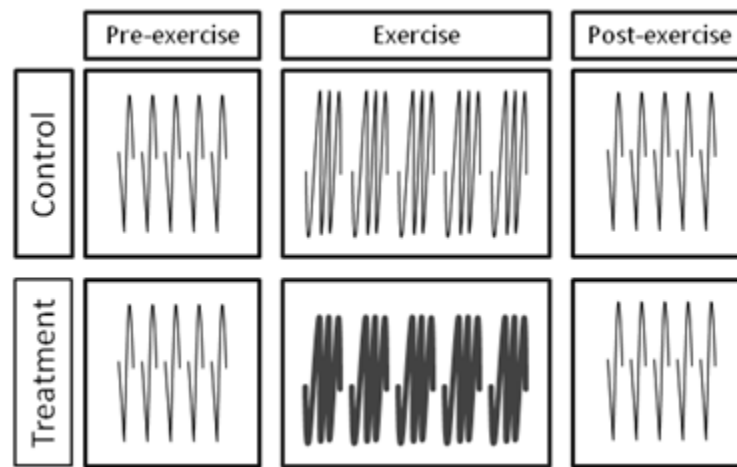 Pre-exercise
Exercise
Post-exercise
Control
Treatment